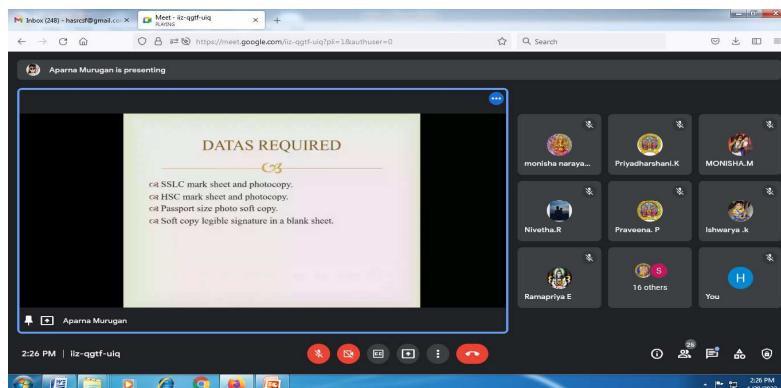 Inbox (248) - hasrcsf@gmail.co
Meet - iiz-qgtf-uiq
PLAYING
https://meet.google.com/iiz-qgtf-uiq?pli=1&authuser=0
Search
Aparna Murugan is presenting
DATAS REQUIRED
SSLC mark sheet and photocopy.
HSC mark sheet and photocopy.
Passport size photo soft copy.
Soft copy legible signature in a blank sheet.
monisha naraya...
Priyadharshani.K
MONISHA.M
Nivetha.R
Praveena. P
Ishwarya .k
Ramapriya E
S
16 others
H
You
Aparna Murugan
2:26 PM | iiz-qgtf-uiq
25
2:26 PM